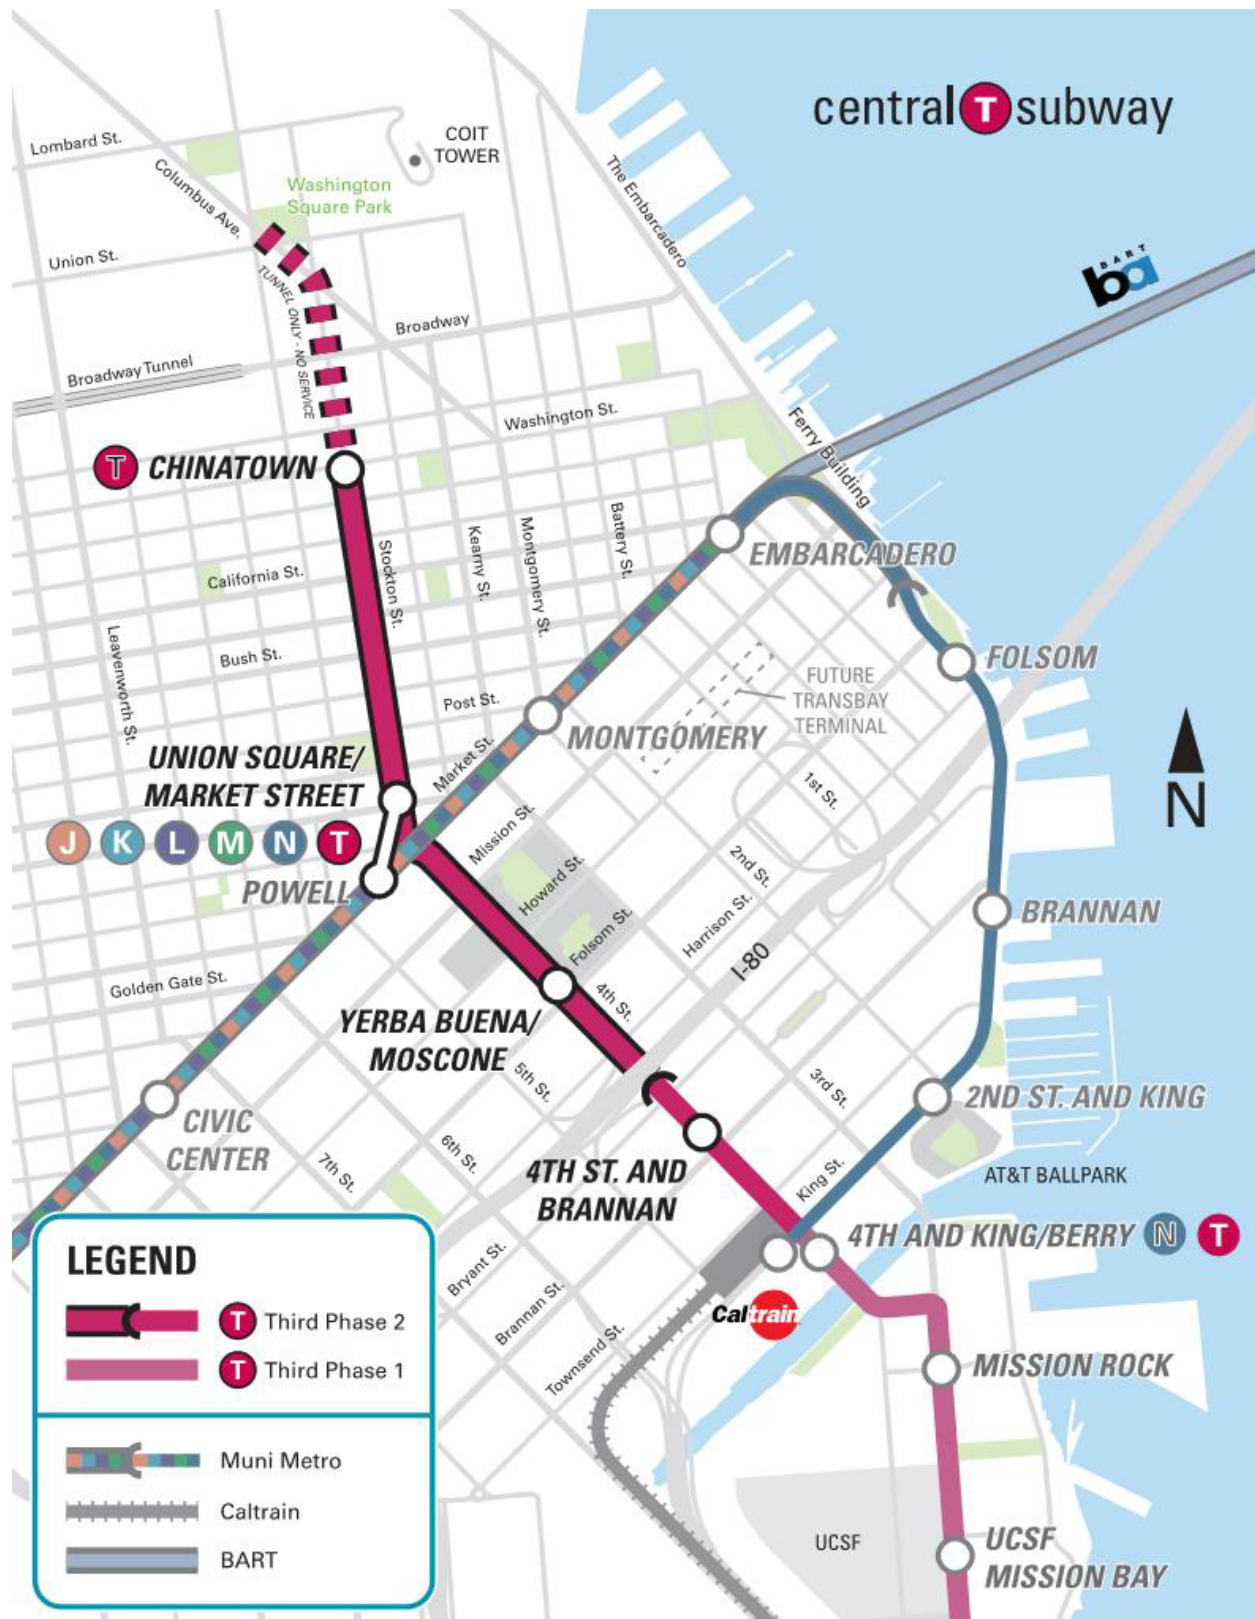 central T subway
Lombard St.
COIT
TOWER
Columbus Ave.
Washington
Square Park
The Embarcadero
Union St.
TUNNEL ONLY - NO SERVICE
BART
ba
Broadway
Broadway Tunnel
Washington St.
Ferry Building
T CHINATOWN
Stockton St.
Kearny St.
Montgomery St.
Battery St.
EMBARCADERO
California St.
Leavenworth St.
Bush St.
FOLSOM
FUTURE
TRANSBAY
TERMINAL
Post St.
MONTGOMERY
Market St.
UNION SQUARE/
MARKET STREET
J K L M N T
POWELL
1st St.
N
Mission St.
Howard St.
2nd St.
Folsom St.
Harrison St.
BRANNAN
I-80
Golden Gate St.
4th St.
YERBA BUENA/
MOSCONE
5th St.
3rd St.
2ND ST. AND KING
CIVIC
CENTER
6th St.
7th St.
4TH ST. AND
BRANNAN
King St.
AT&T BALLPARK
4TH AND KING/BERRY N T
Bryant St.
Brannan St.
Townsend St.
Caltrain
MISSION ROCK
UCSF
UCSF
MISSION BAY
LEGEND
T Third Phase 2
T Third Phase 1
Muni Metro
Caltrain
BART